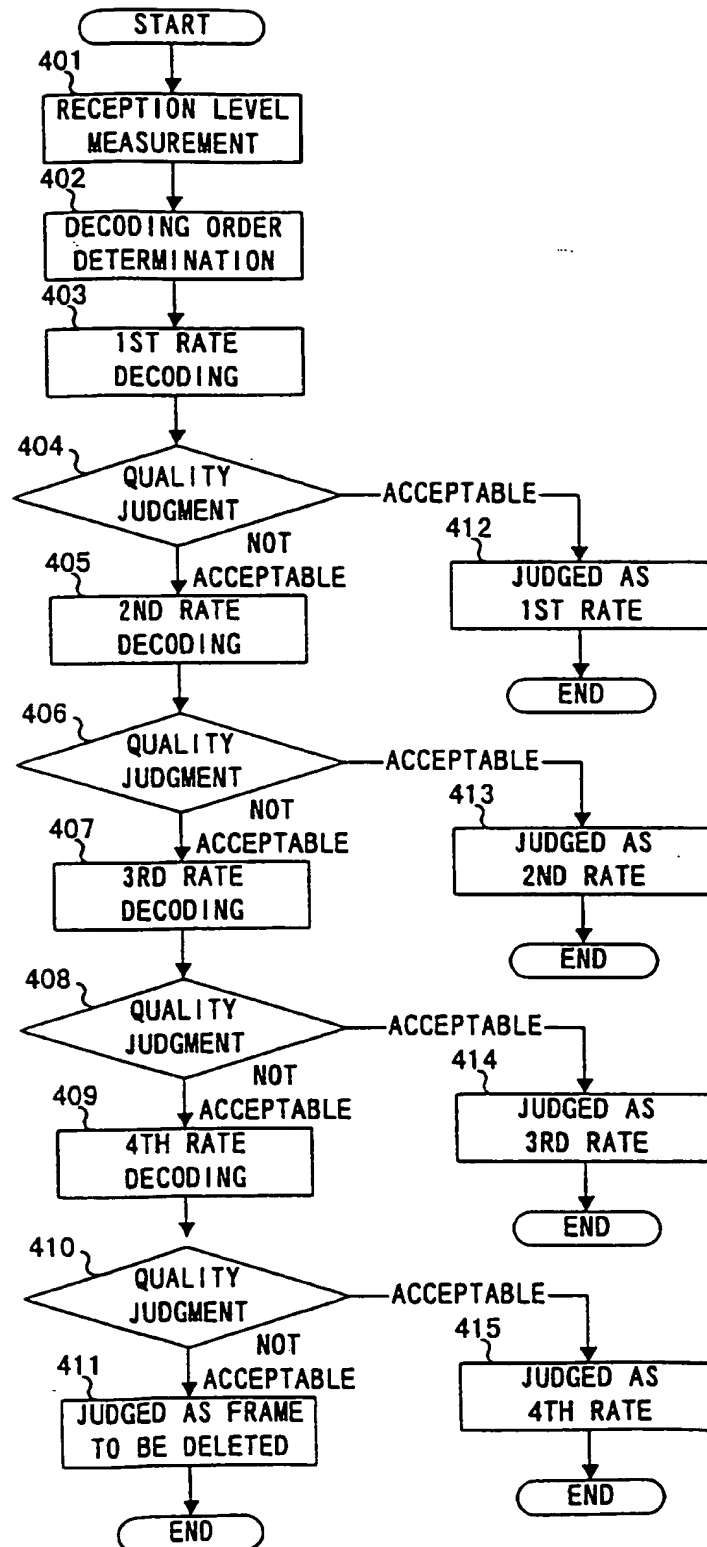 START
401
RECEPTION LEVEL
MEASUREMENT
402
DECODING ORDER
DETERMINATION
403
1ST RATE
DECODING
404
QUALITY
JUDGMENT
ACCEPTABLE
NOT
ACCEPTABLE
412
JUDGED AS
1ST RATE
END
405
2ND RATE
DECODING
406
QUALITY
JUDGMENT
ACCEPTABLE
NOT
ACCEPTABLE
413
JUDGED AS
2ND RATE
END
407
3RD RATE
DECODING
408
QUALITY
JUDGMENT
ACCEPTABLE
NOT
ACCEPTABLE
414
JUDGED AS
3RD RATE
END
409
4TH RATE
DECODING
410
QUALITY
JUDGMENT
ACCEPTABLE
NOT
ACCEPTABLE
415
JUDGED AS
4TH RATE
END
411
JUDGED AS FRAME
TO BE DELETED
END